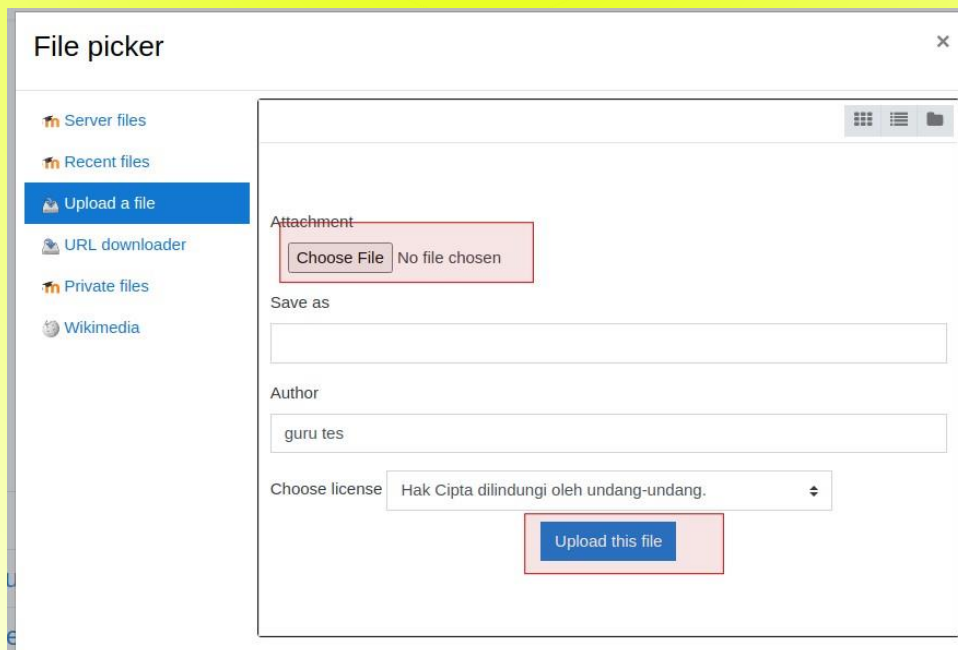 File picker
×
Server files
Recent files
Upload a file
URL downloader
Private files
Wikimedia
Attachment
Choose File No file chosen
Save as
Author
guru tes
Choose license Hak Cipta dilindungi oleh undang-undang.
Upload this file